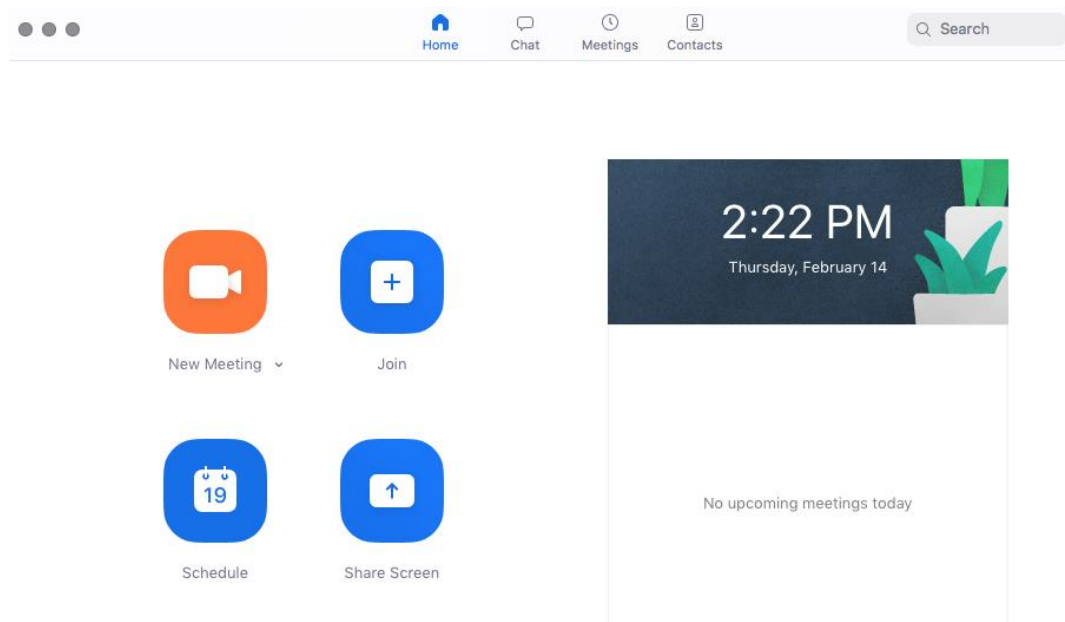 Home
Chat
Meetings
Contacts
Search
2:22 PM
Thursday, February 14
New Meeting
Join
19
Schedule
Share Screen
No upcoming meetings today